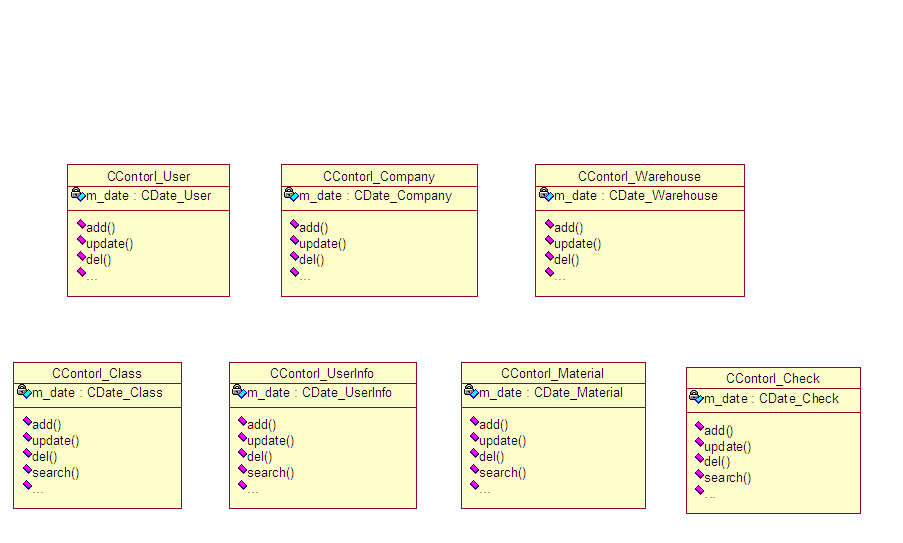 CContorl_User
m_date : CDate_User
add()
update()
del()
...
CContorl_Company
m_date : CDate_Company
add()
update()
del()
...
CContorl_Warehouse
m_date : CDate_Warehouse
add()
update()
del()
...
CContorl_Class
m_date : CDate_Class
add()
update()
del()
search()
...
CContorl_UserInfo
m_date : CDate_UserInfo
add()
update()
del()
search()
...
CContorl_Material
m_date : CDate_Material
add()
update()
del()
search()
...
CContorl_Check
m_date : CDate_Check
add()
update()
del()
search()
...